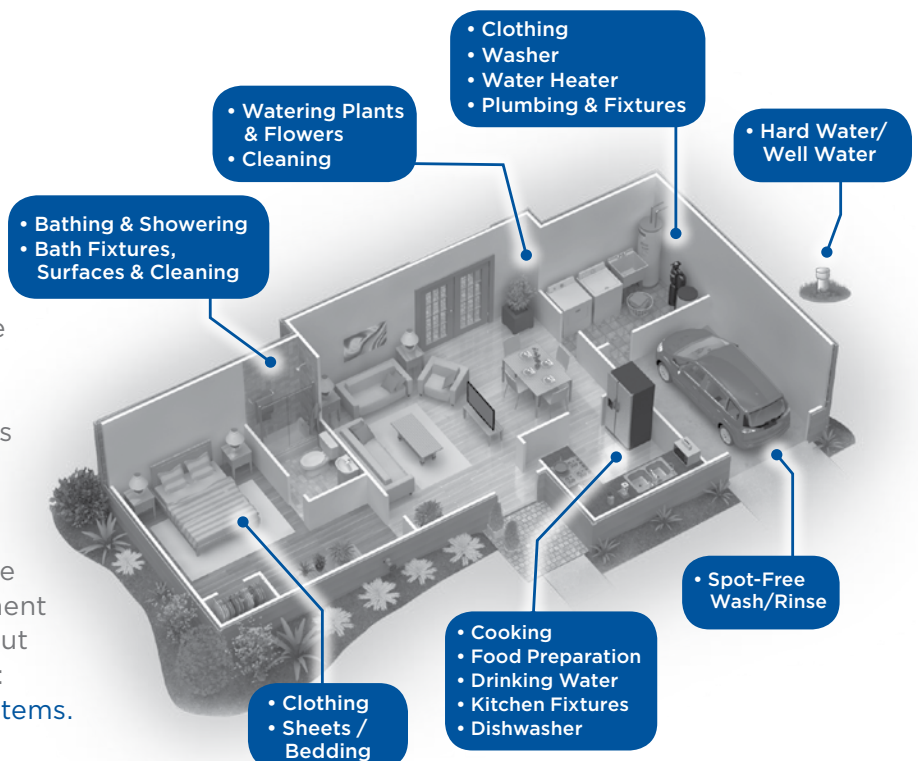 • Clothing
• Washer
• Water Heater
• Plumbing & Fixtures
• Watering Plants
& Flowers
• Cleaning
• Hard Water/
Well Water
• Bathing & Showering
• Bath Fixtures,
Surfaces & Cleaning
• Spot-Free
Wash/Rinse
• Cooking
• Food Preparation
• Drinking Water
• Kitchen Fixtures
• Dishwasher
• Clothing
• Sheets /
Bedding